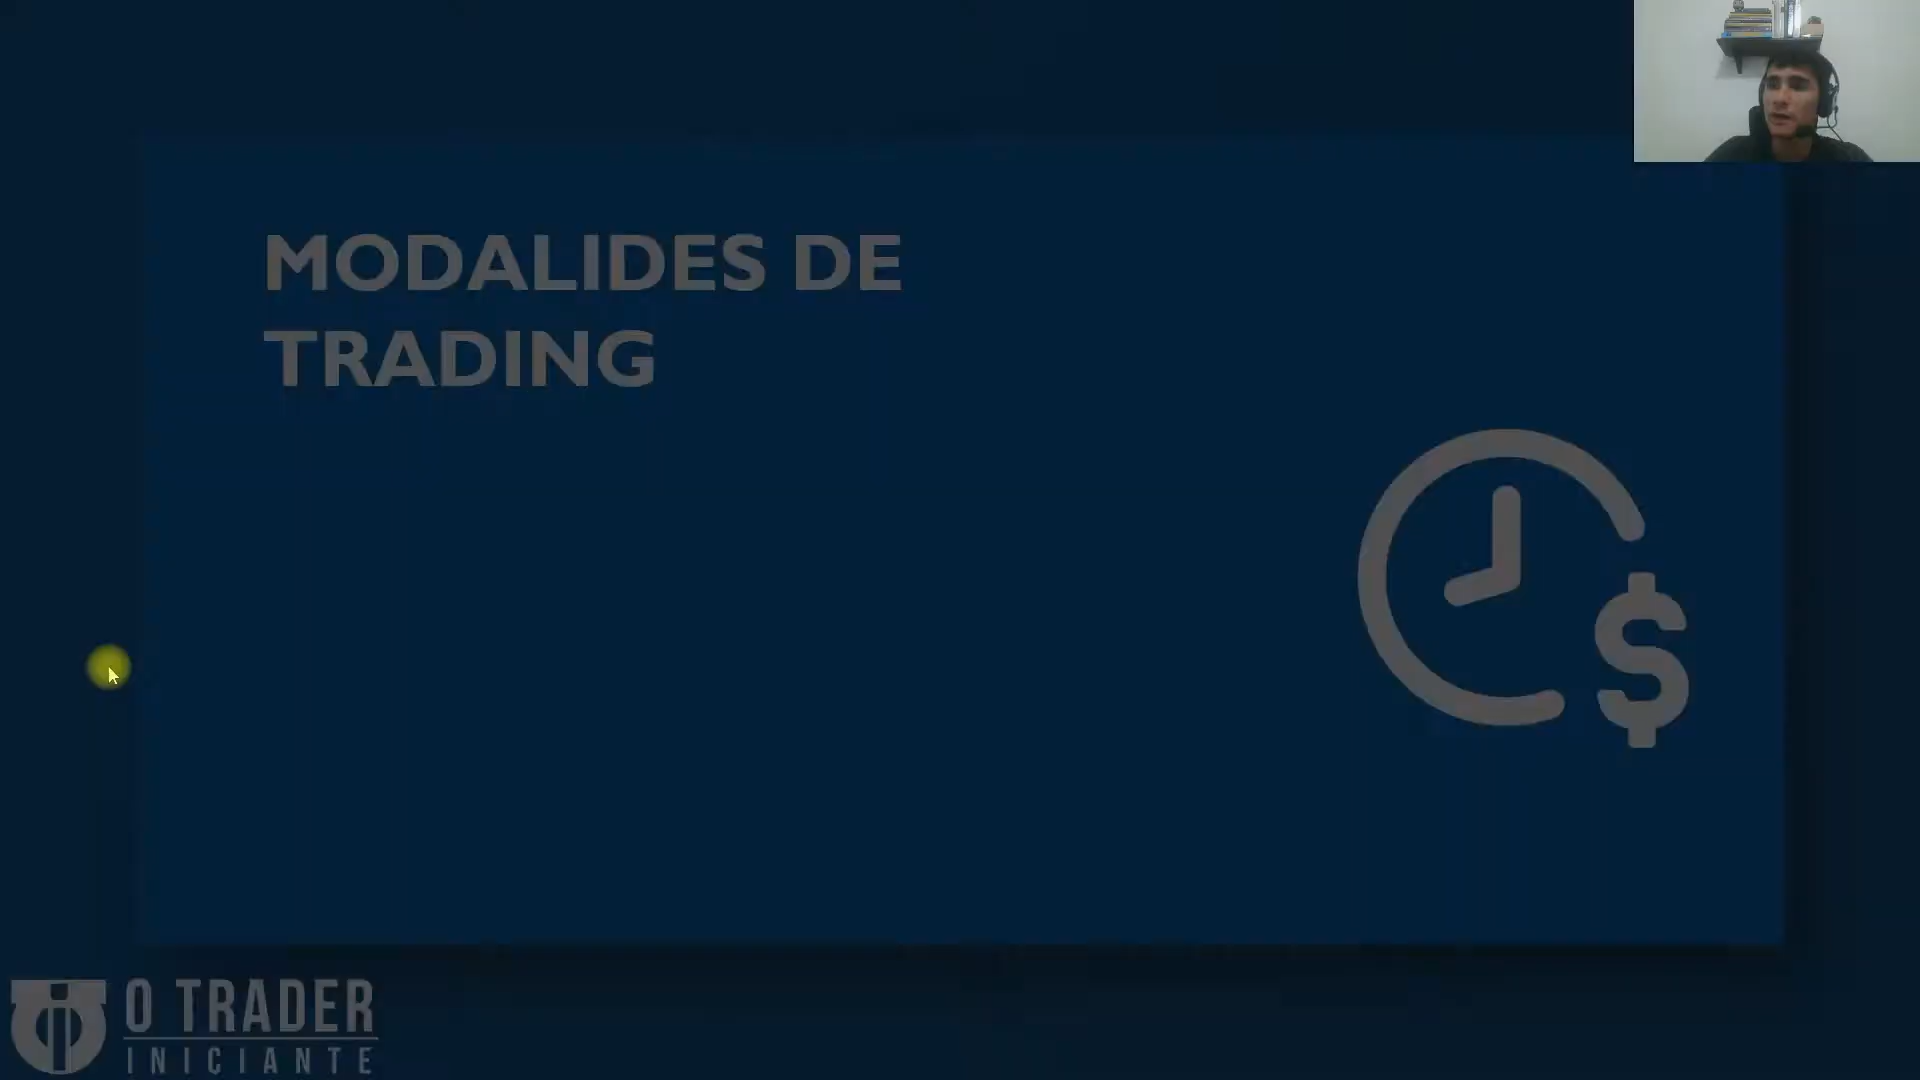 MODALIDES DE
TRADING
$
O TRADER
INICIANTE